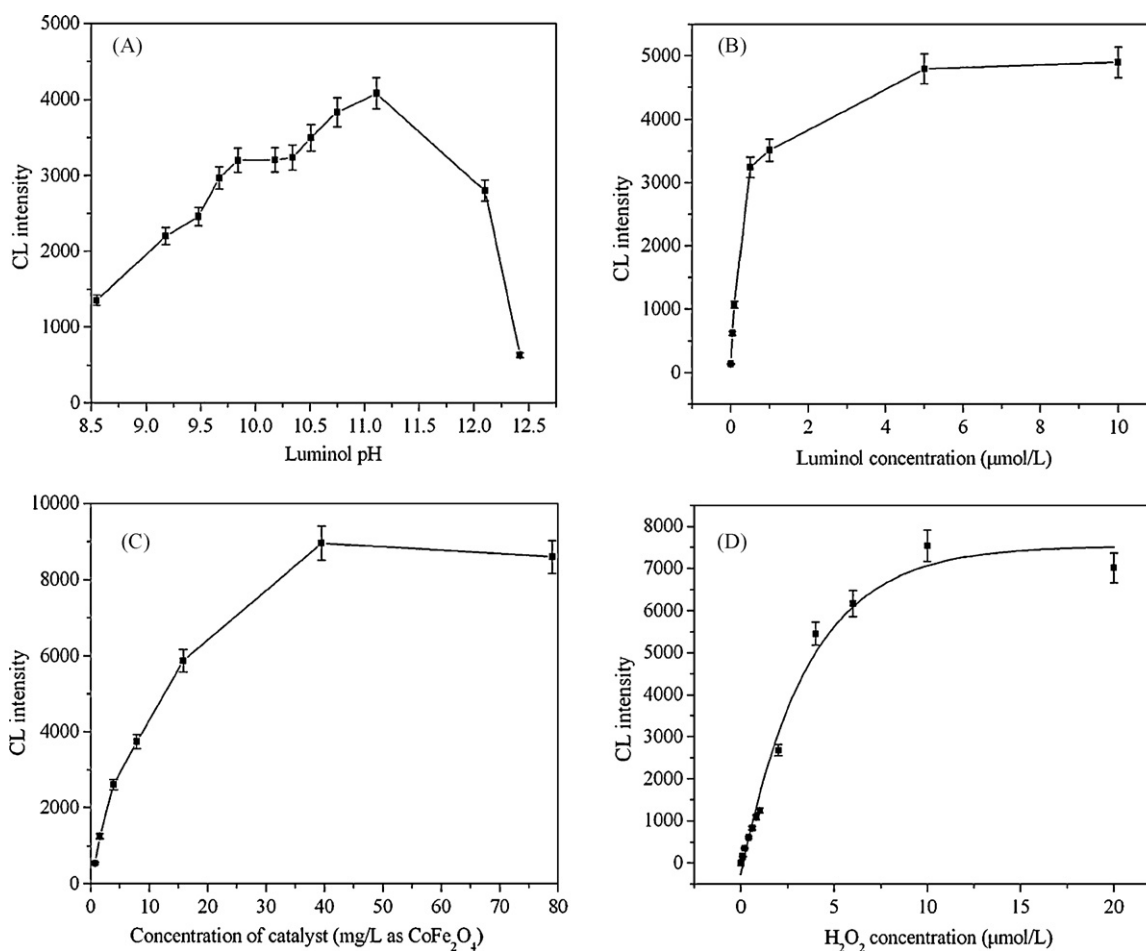 (A)
5000
4000
3000
2000
1000
0
CL intensity
8.5 9.0 9.5 10.0 10.5 11.0 11.5 12.0 12.5
Luminol pH
(B)
5000
4000
3000
2000
1000
0
CL intensity
0 2 4 6 8 10
Luminol concentration (μmol/L)
(C)
10000
8000
6000
4000
2000
0
CL intensity
0 10 20 30 40 50 60 70 80
Concentration of catalyst (mg/L as CoFe₂O₄)
(D)
8000
7000
6000
5000
4000
3000
2000
1000
0
CL intensity
0 5 10 15 20
H₂O₂ concentration (μmol/L)